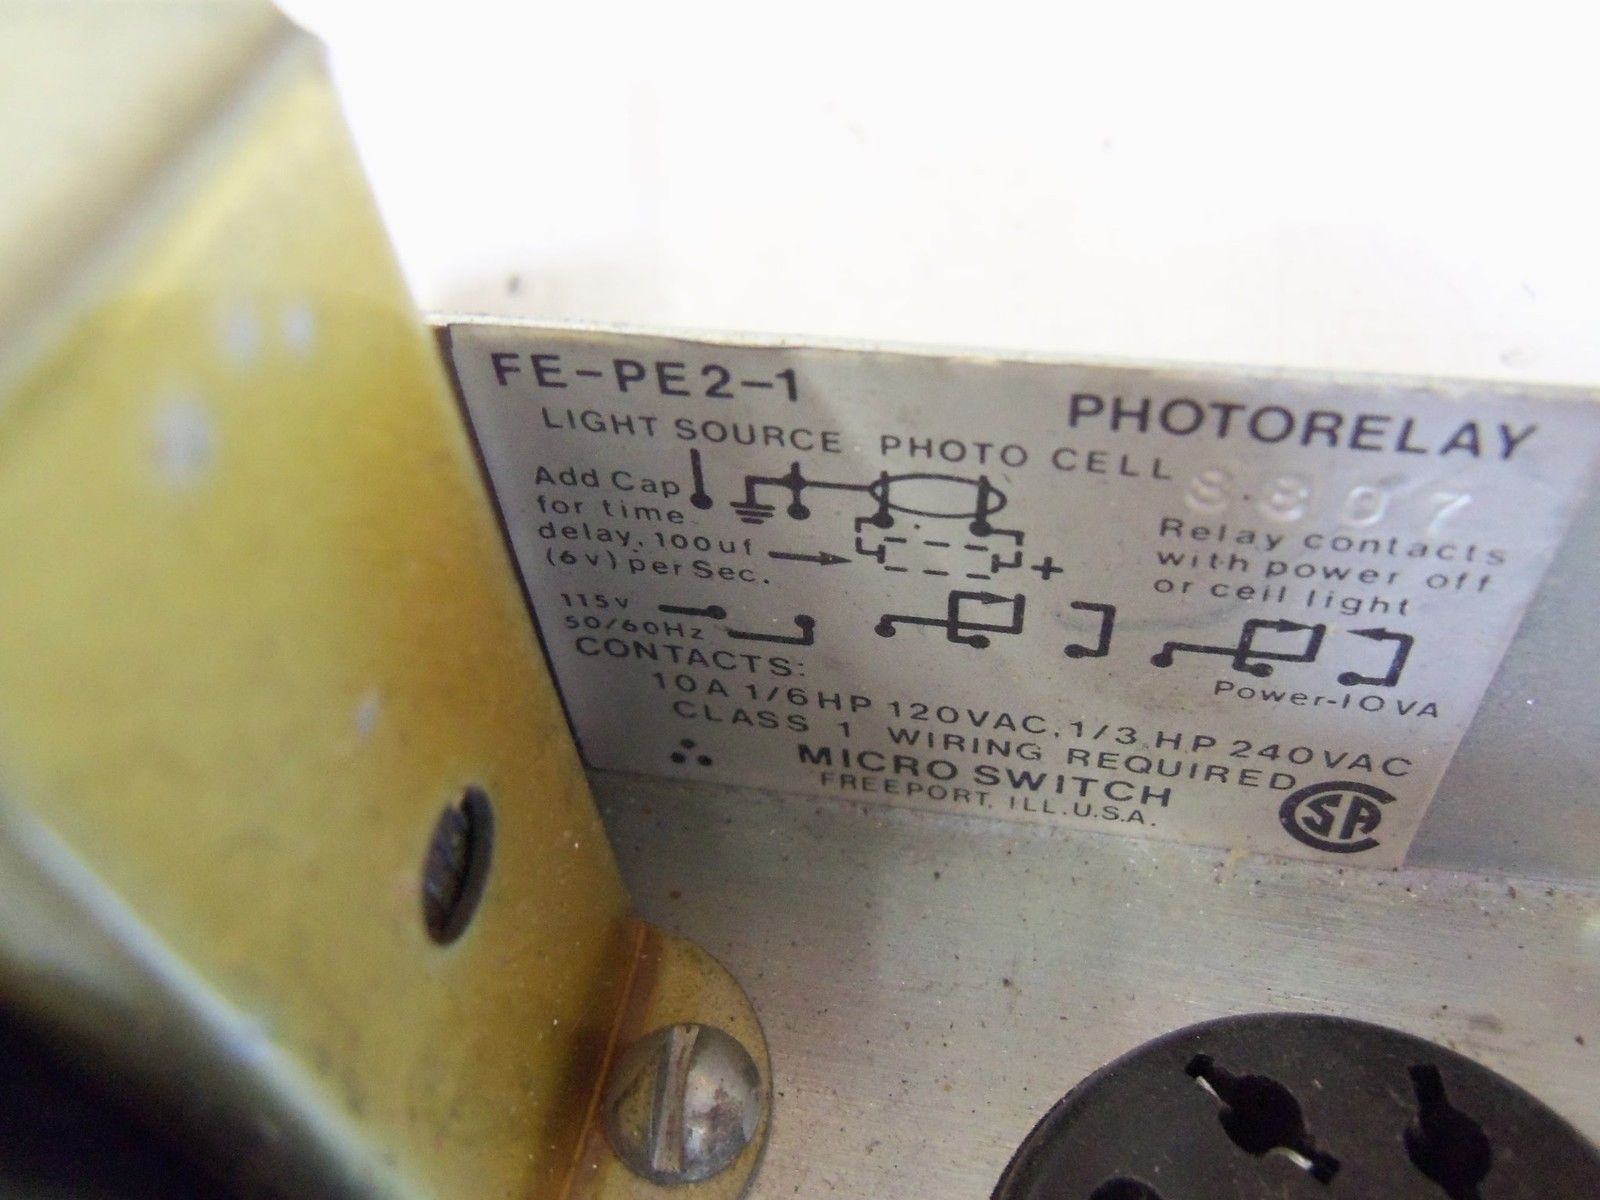 FE-PE2-1
PHOTORELAY
LIGHT SOURCE PHOTO CELL
Add Cap
for time
delay, 100uf
(6v) per Sec.
+
8307
Relay contacts
with power off
or cell light
115v
50/60Hz
Power-10VA
CONTACTS:
10A 1/6HP 120VAC, 1/3 HP 240VAC
CLASS 1 WIRING REQUIRED
MICRO SWITCH
FREEPORT, ILL. U.S.A.
SA